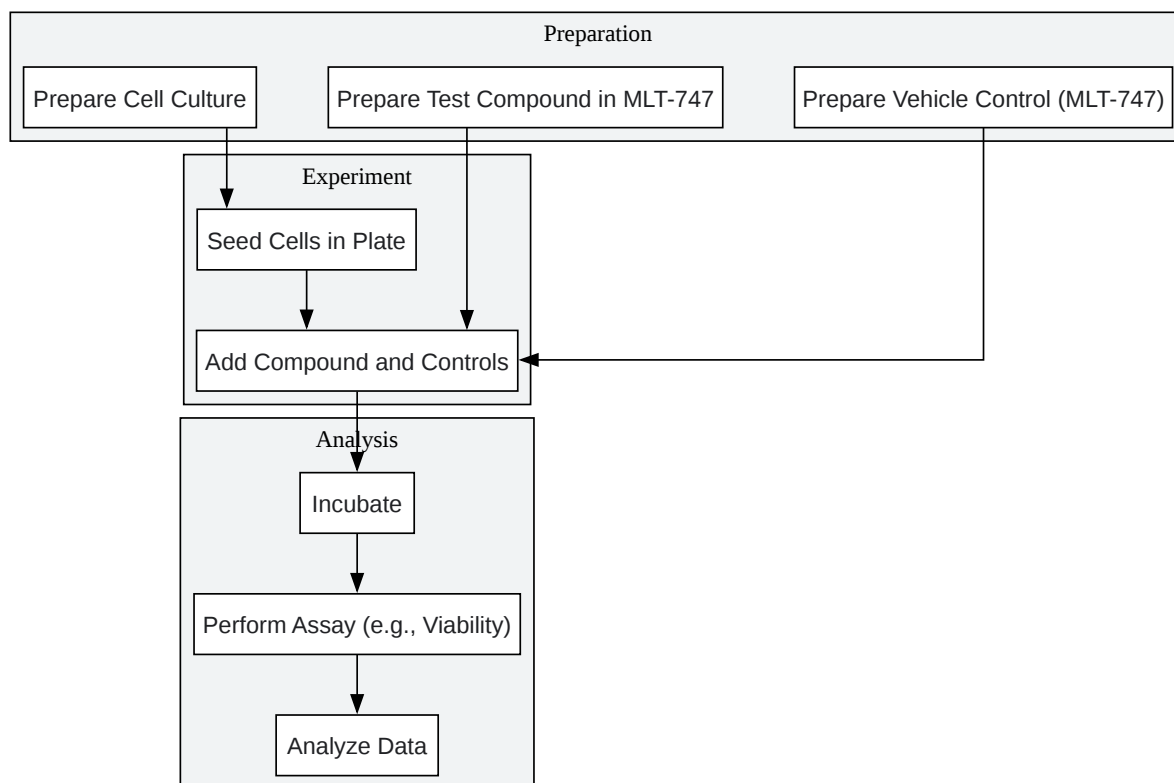 Preparation
Prepare Cell Culture
Prepare Test Compound in MLT-747
Prepare Vehicle Control (MLT-747)
Experiment
Seed Cells in Plate
Add Compound and Controls
Analysis
Incubate
Perform Assay (e.g., Viability)
Analyze Data